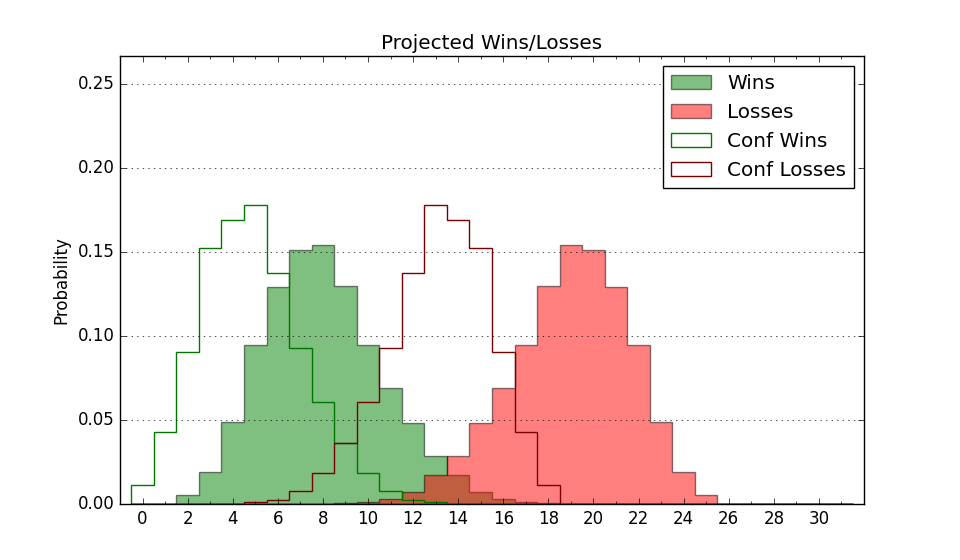 Projected Wins/Losses
Wins
Losses
Conf Wins
Conf Losses
Probability
0.25
0.20
0.15
0.10
0.05
0.00
0 2 4 6 8 10 12 14 16 18 20 22 24 26 28 30